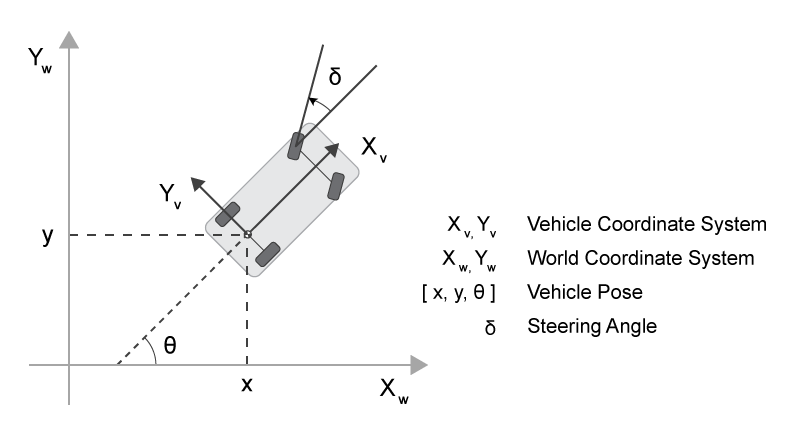 Yw
δ
Xv
Yv
y
θ
x
Xw
Xv, Yv Vehicle Coordinate System
Xw, Yw World Coordinate System
[ x, y, θ ] Vehicle Pose
δ Steering Angle